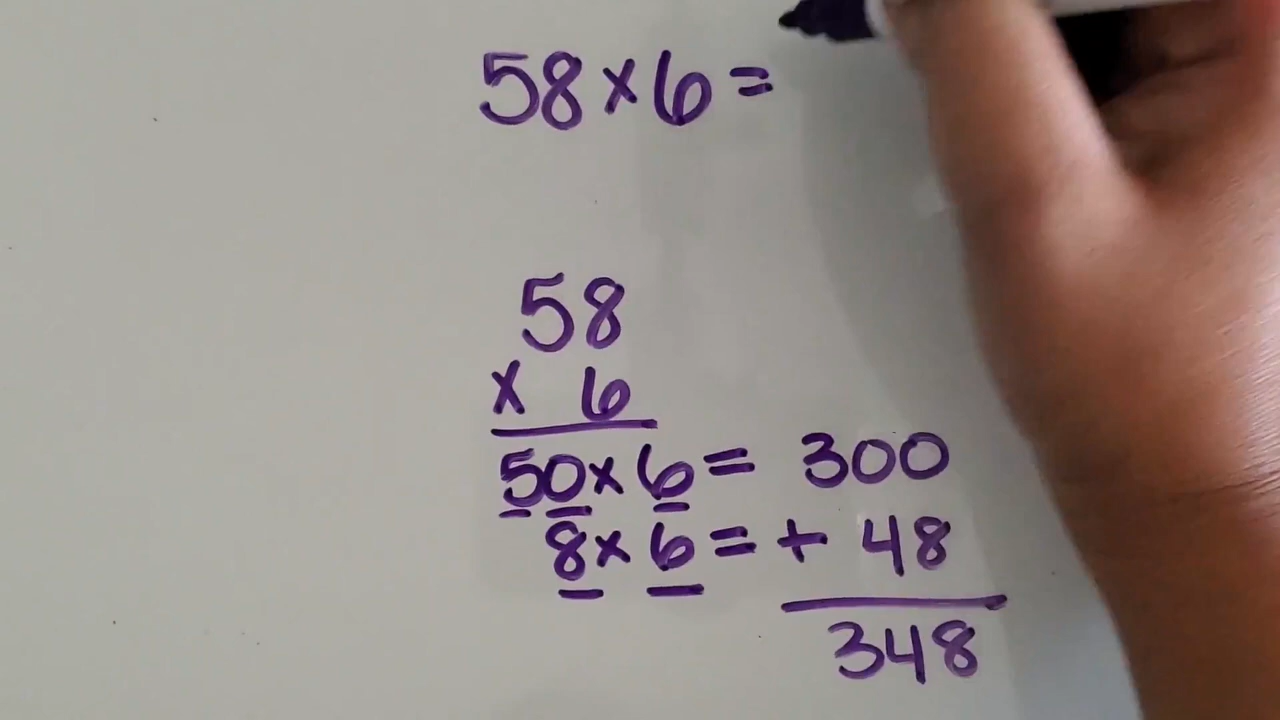 58 x 6 =
58
x 6
50 x 6 = 300
8 x 6 = + 48
348